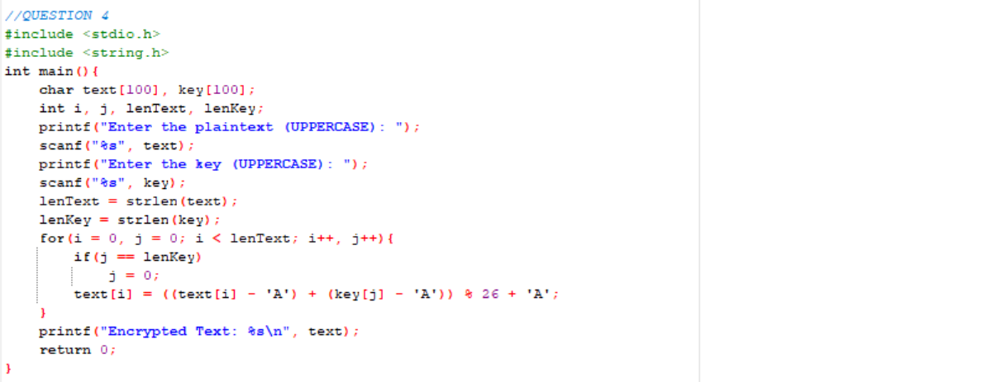 //QUESTION 4
#include <stdio.h>
#include <string.h>
int main(){
    char text[100], key[100];
    int i, j, lenText, lenKey;
    printf("Enter the plaintext (UPPERCASE): ");
    scanf("%s", text);
    printf("Enter the key (UPPERCASE): ");
    scanf("%s", key);
    lenText = strlen(text);
    lenKey = strlen(key);
    for(i = 0, j = 0; i < lenText; i++, j++){
        if(j == lenKey)
            j = 0;
        text[i] = ((text[i] - 'A') + (key[j] - 'A')) % 26 + 'A';
    }
    printf("Encrypted Text: %s\n", text);
    return 0;
}